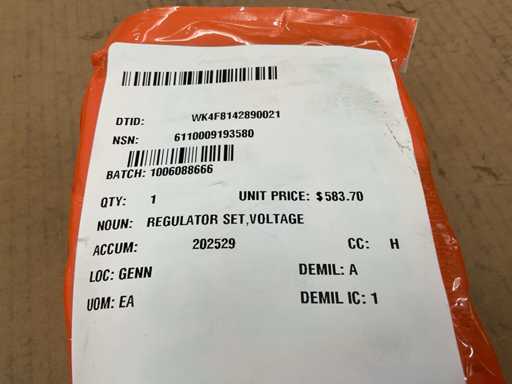 DTID: WK4F8142890021
NSN: 6110009193580
BATCH: 1006088666
QTY: 1 UNIT PRICE: $583.70
NOUN: REGULATOR SET,VOLTAGE
ACCUM: 202529 CC: H
LOC: GENN DEMIL: A
UOM: EA DEMIL IC: 1